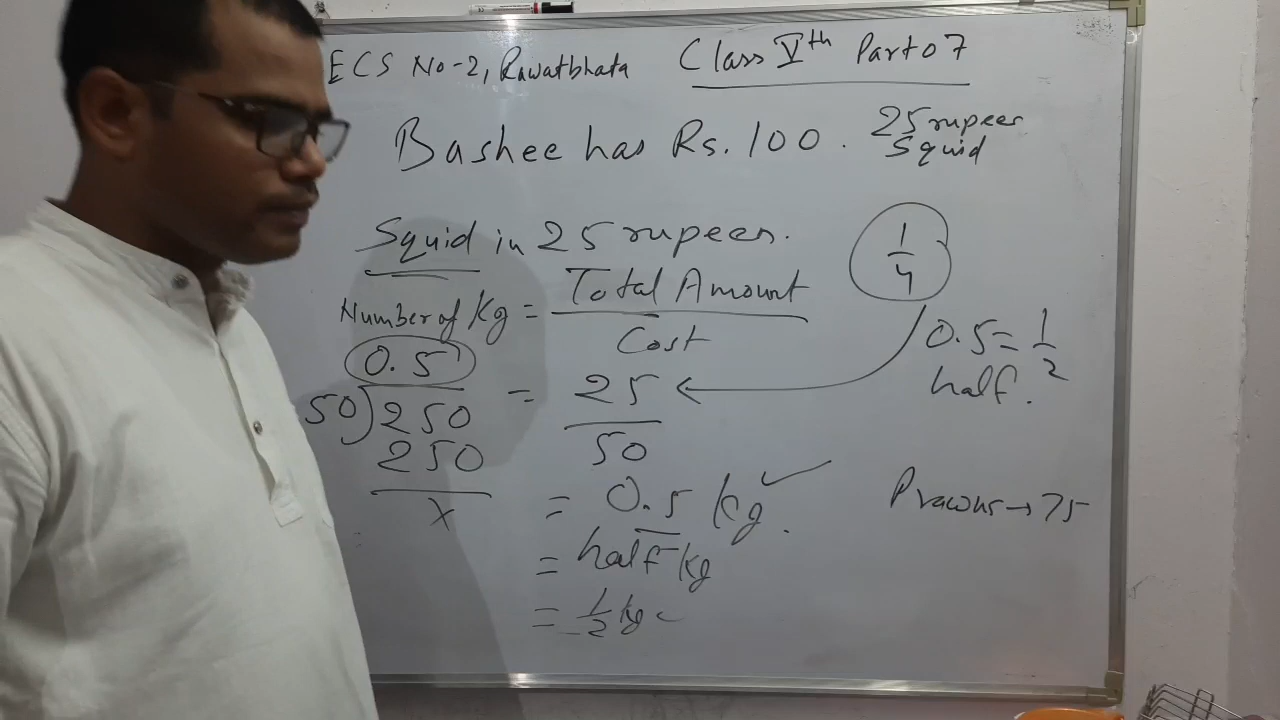 ECS No-2, Rawatbhata Class Vth Part 07
Bashee has Rs. 100. 25 rupees
Squid
Squid in 25 rupees.
1/4
Number of Kg = Total Amount
Cost
0.5 = 1/2
half.
0.5
50)250
250
x
= 25
50
= 0.5 kg.
= half kg
= 1/2 kg
Prawns → 75